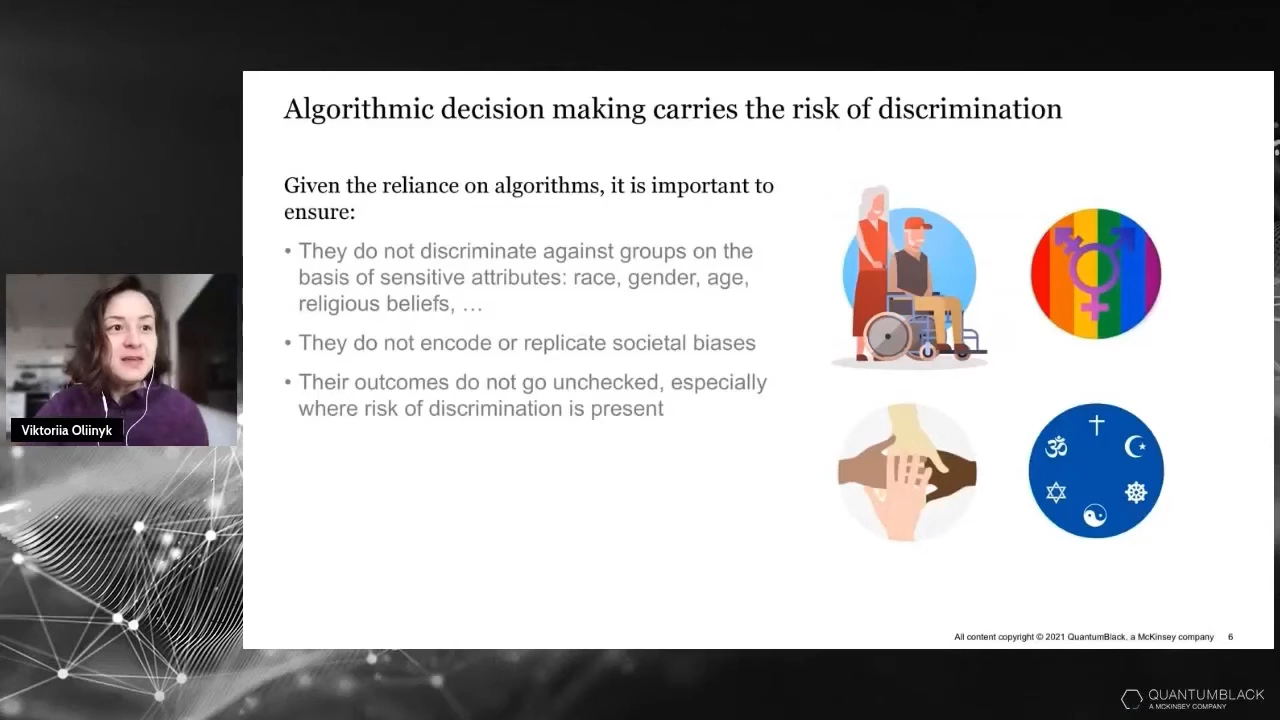 Algorithmic decision making carries the risk of discrimination
Given the reliance on algorithms, it is important to
ensure:
• They do not discriminate against groups on the
basis of sensitive attributes: race, gender, age,
religious beliefs, …
• They do not encode or replicate societal biases
• Their outcomes do not go unchecked, especially
where risk of discrimination is present
Viktoriia Oliinyk
All content copyright © 2021 QuantumBlack, a McKinsey company 6
QUANTUMBLACK
A MCKINSEY COMPANY